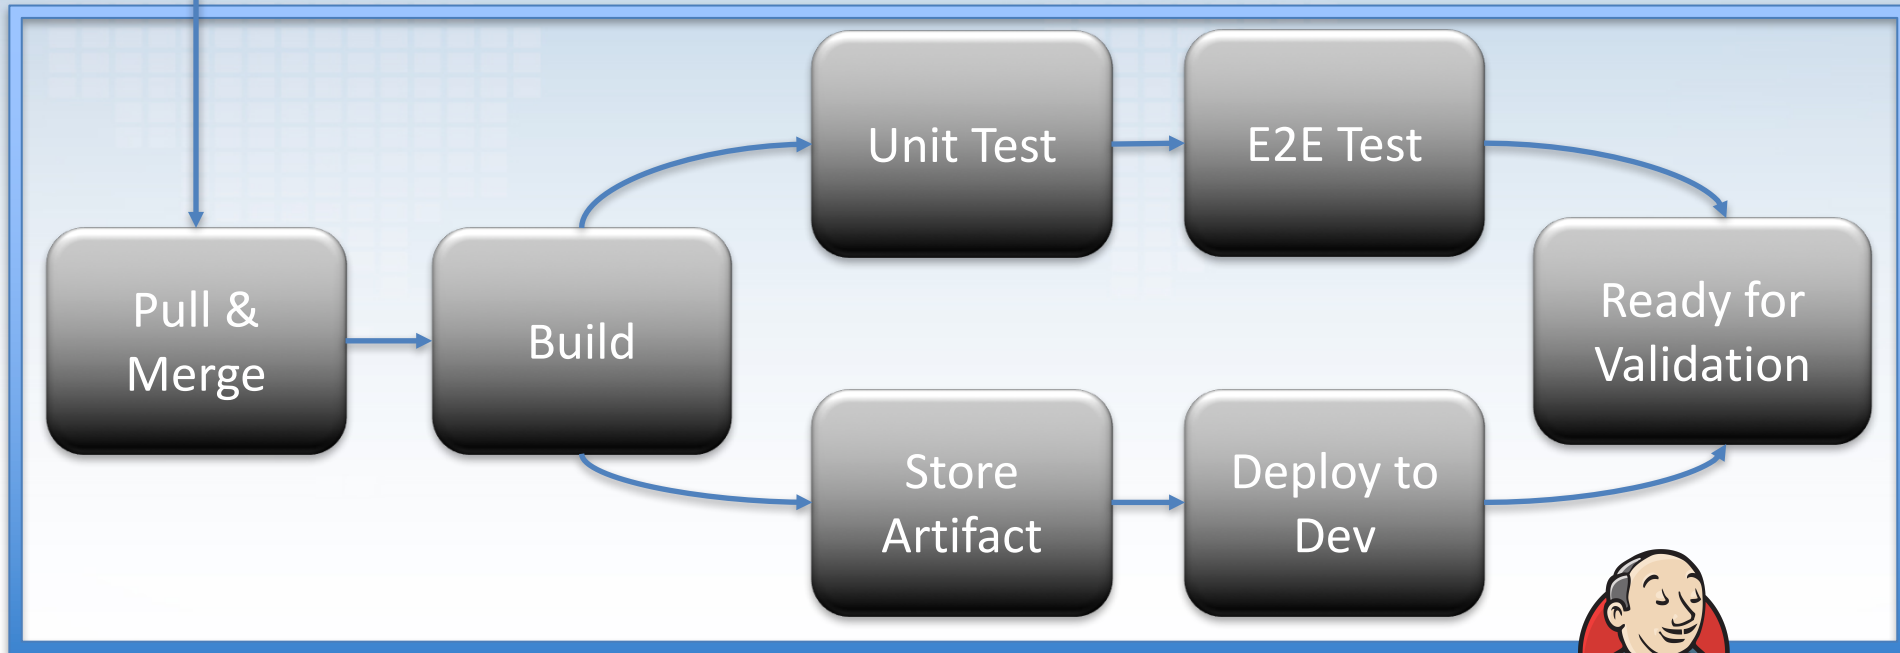 Pull &
Merge
Build
Unit Test
E2E Test
Store
Artifact
Deploy to
Dev
Ready for
Validation